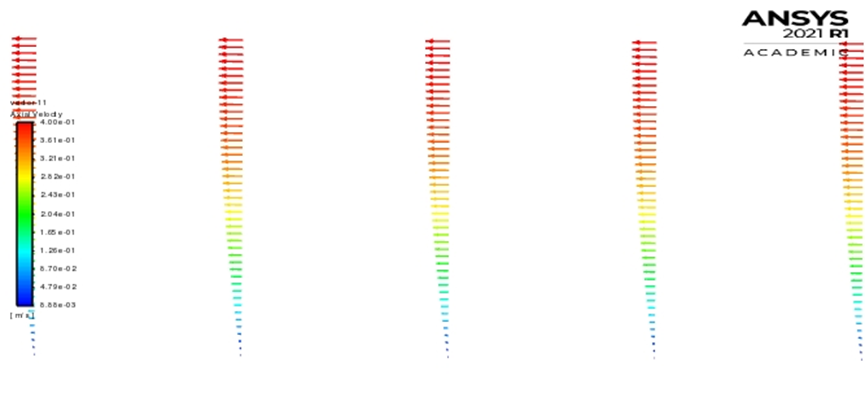 ANSYS
2021 R1
ACADEMIC
vector-11
Axial Velocity
4.00e-01
3.61e-01
3.21e-01
2.82e-01
2.43e-01
2.04e-01
1.65e-01
1.26e-01
8.70e-02
4.79e-02
8.88e-03
[m/s]